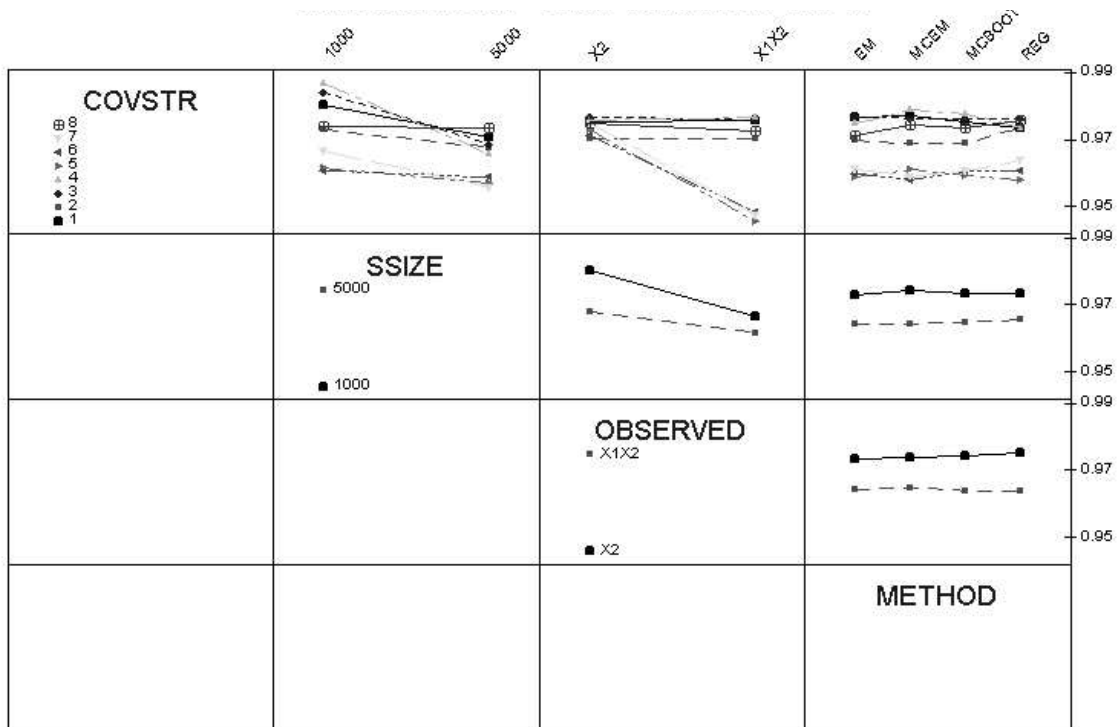 1000
5000
X2
X1X2
EM
MCEM
MCBOOT
REG
COVSTR
8
7
6
5
4
3
2
1
0.99
0.97
0.95
SSIZE
5000
1000
0.99
0.97
0.95
OBSERVED
X1X2
X2
0.99
0.97
0.95
METHOD